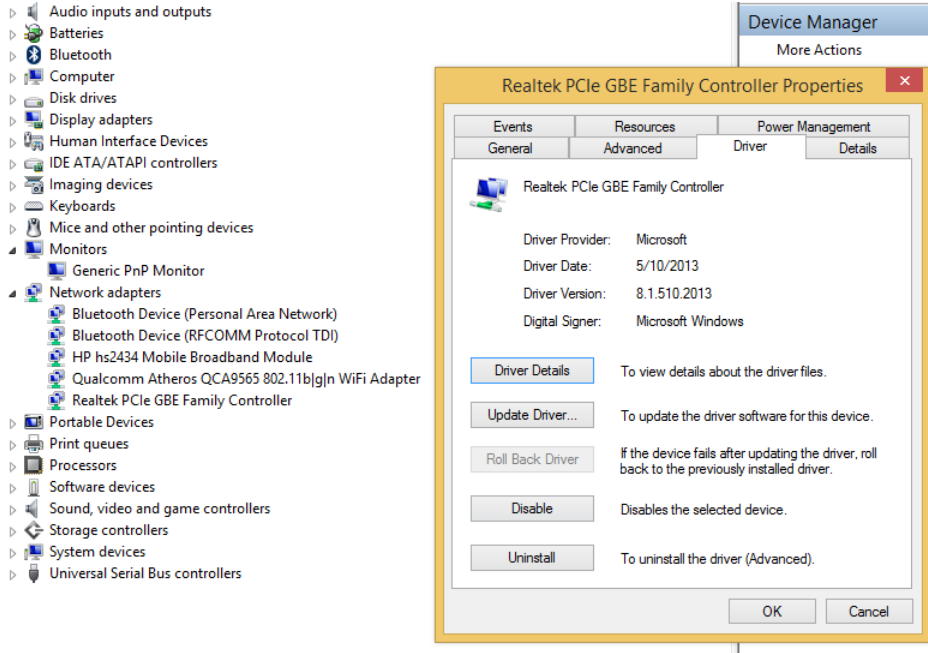 Audio inputs and outputs
Batteries
Bluetooth
Computer
Disk drives
Display adapters
Human Interface Devices
IDE ATA/ATAPI controllers
Imaging devices
Keyboards
Mice and other pointing devices
Monitors
Generic PnP Monitor
Network adapters
Bluetooth Device (Personal Area Network)
Bluetooth Device (RFCOMM Protocol TDI)
HP hs2434 Mobile Broadband Module
Qualcomm Atheros QCA9565 802.11b|g|n WiFi Adapter
Realtek PCIe GBE Family Controller
Portable Devices
Print queues
Processors
Software devices
Sound, video and game controllers
Storage controllers
System devices
Universal Serial Bus controllers
Device Manager
More Actions
Realtek PCIe GBE Family Controller Properties
Events Resources Power Management
General Advanced Driver Details
Realtek PCIe GBE Family Controller
Driver Provider: Microsoft
Driver Date: 5/10/2013
Driver Version: 8.1.510.2013
Digital Signer: Microsoft Windows
Driver Details To view details about the driver files.
Update Driver... To update the driver software for this device.
Roll Back Driver If the device fails after updating the driver, roll
back to the previously installed driver.
Disable Disables the selected device.
Uninstall To uninstall the driver (Advanced).
OK Cancel